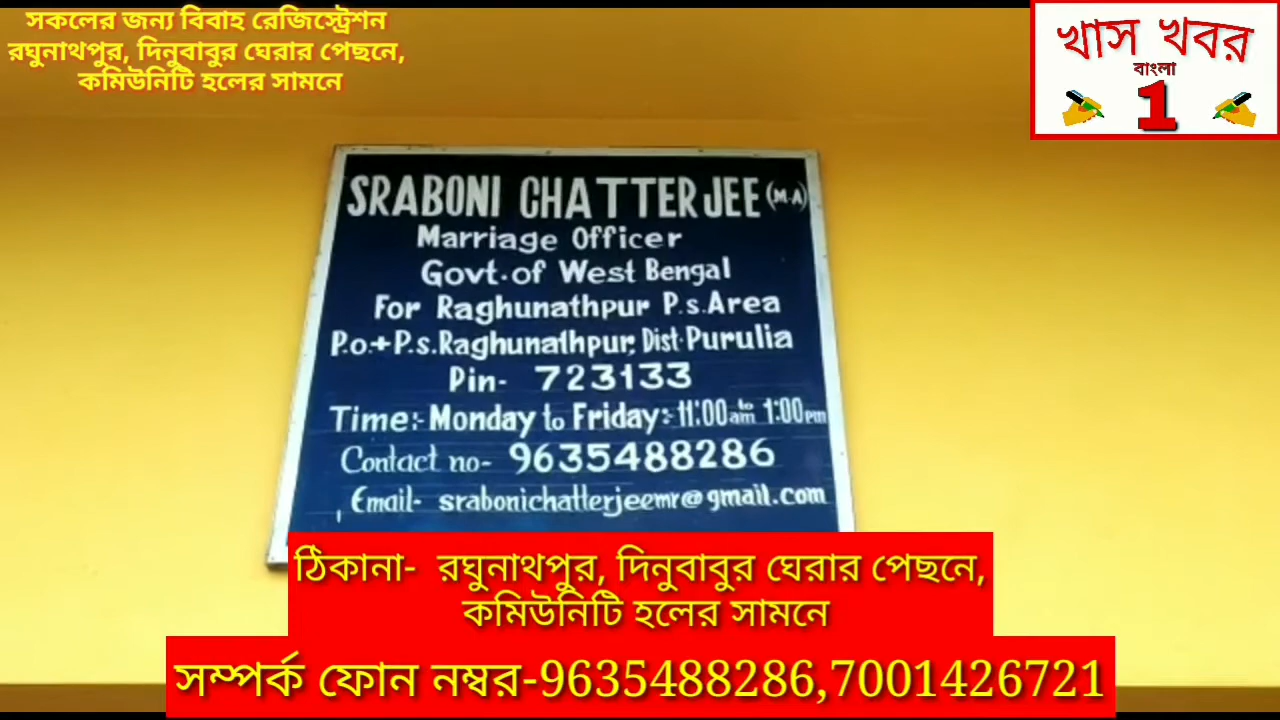 সকলের জন্য বিবাহ রেজিস্ট্রেশন
রঘুনাথপুর, দিনুবাবুর ঘেরার পেছনে,
কমিউনিটি হলের সামনে
খাস খবর
বাংলা
1
SRABONI CHATTERJEE (M.A)
Marriage Officer
Govt. of West Bengal
For Raghunathpur P.s. Area
P.o.+P.s. Raghunathpur, Dist. Purulia
Pin- 723133
Time:- Monday to Friday:- 11:00 am to 1:00 pm
Contact no- 9635488286
Email- srabonichatterjeemr@gmail.com
ঠিকানা- রঘুনাথপুর, দিনুবাবুর ঘেরার পেছনে,
কমিউনিটি হলের সামনে
সম্পর্ক ফোন নম্বর-9635488286,7001426721